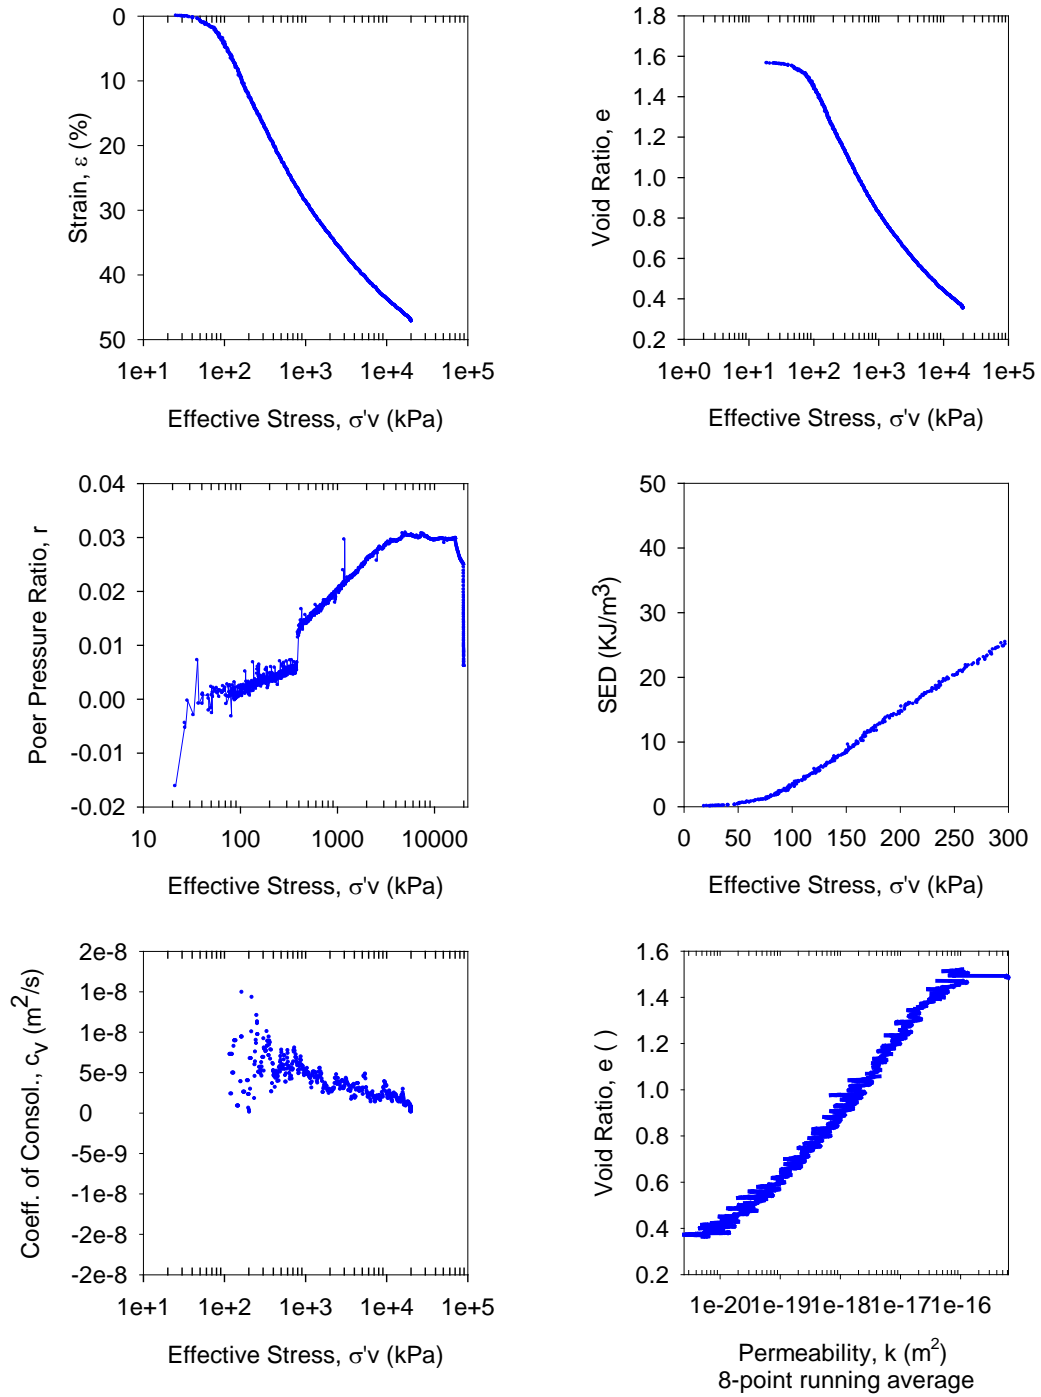 0
10
20
30
40
50
Strain, ε (%)
1e+1 1e+2 1e+3 1e+4 1e+5
Effective Stress, σ'v (kPa)
1.8
1.6
1.4
1.2
1.0
0.8
0.6
0.4
0.2
Void Ratio, e
1e+0 1e+1 1e+2 1e+3 1e+4 1e+5
Effective Stress, σ'v (kPa)
0.04
0.03
0.02
0.01
0.00
-0.01
-0.02
Poer Pressure Ratio, r
10 100 1000 10000
Effective Stress, σ'v (kPa)
50
40
30
20
10
0
SED (KJ/m³)
0 50 100 150 200 250 300
Effective Stress, σ'v (kPa)
2e-8
1e-8
1e-8
5e-9
0
-5e-9
-1e-8
-2e-8
-2e-8
Coeff. of Consol., cᵥ (m²/s)
1e+1 1e+2 1e+3 1e+4 1e+5
Effective Stress, σ'v (kPa)
1.6
1.4
1.2
1.0
0.8
0.6
0.4
0.2
Void Ratio, e ( )
1e-201e-191e-181e-171e-16
Permeability, k (m²)
8-point running average